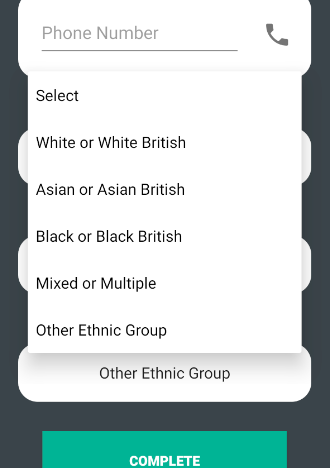 Phone Number
Select
White or White British
Asian or Asian British
Black or Black British
Mixed or Multiple
Other Ethnic Group
Other Ethnic Group
COMPLETE